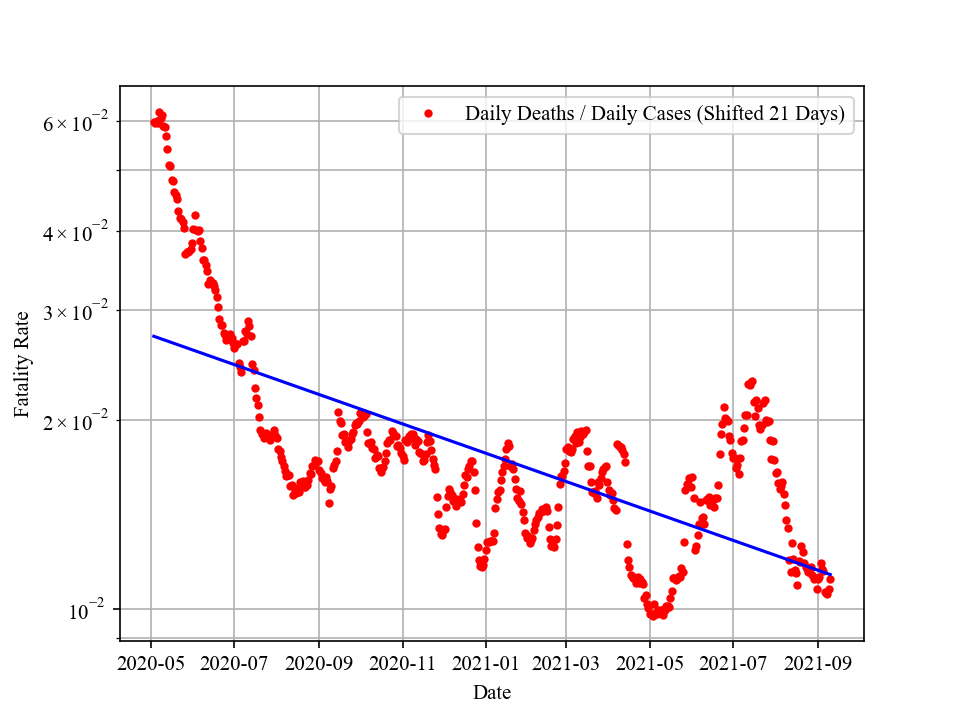 Daily Deaths / Daily Cases (Shifted 21 Days)
6 × 10⁻²
4 × 10⁻²
3 × 10⁻²
2 × 10⁻²
10⁻²
Fatality Rate
2020-05 2020-07 2020-09 2020-11 2021-01 2021-03 2021-05 2021-07 2021-09
Date